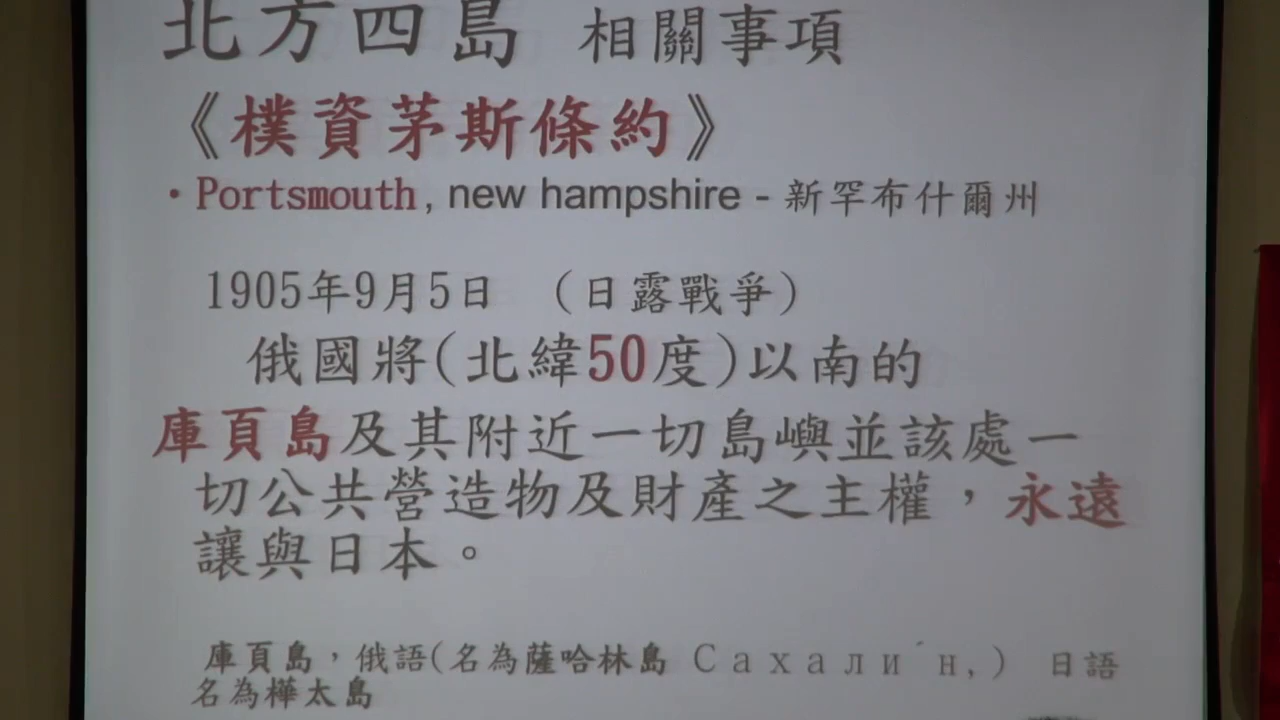 北方四島 相關事項
《樸資茅斯條約》
・Portsmouth, new hampshire - 新罕布什爾州
1905年9月5日 （日露戰爭）
俄國將(北緯50度)以南的
庫頁島及其附近一切島嶼並該處一
切公共營造物及財產之主權，永遠
讓與日本。
庫頁島，俄語(名為薩哈林島 Сахали´н,) 日語
名為樺太島